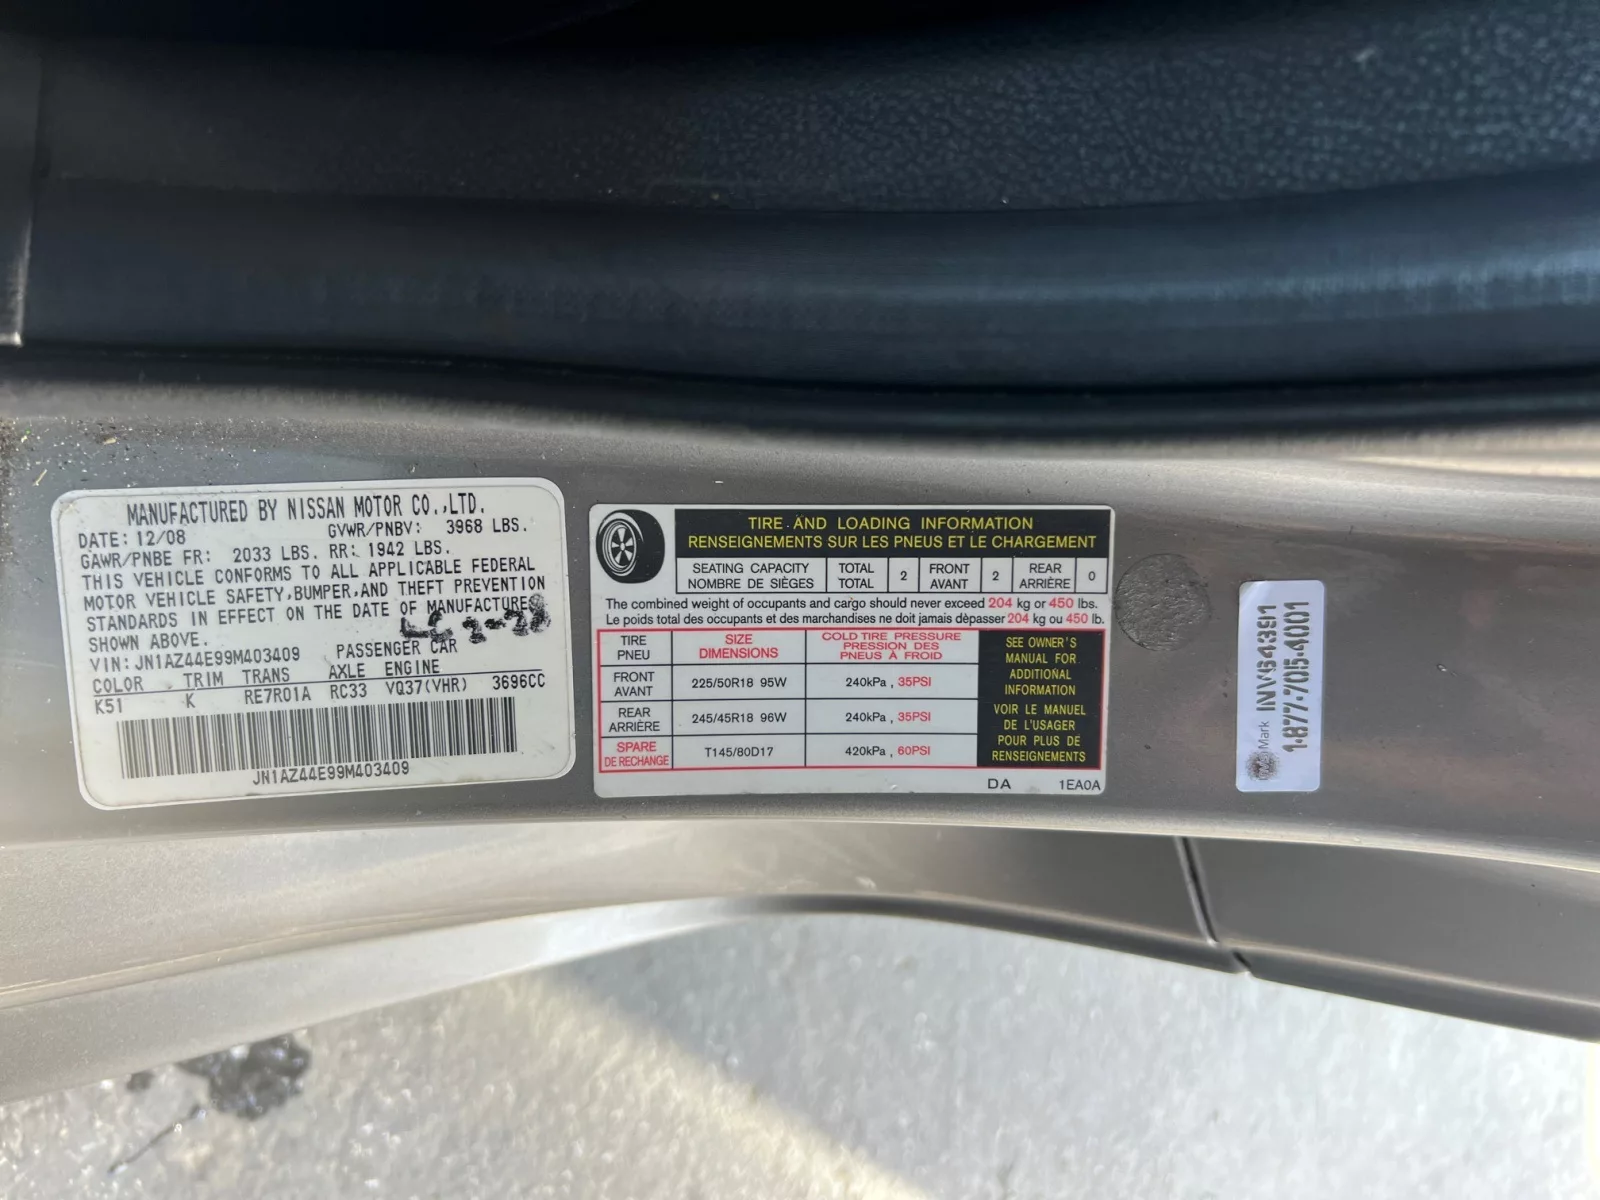 MANUFACTURED BY NISSAN MOTOR CO.,LTD.
DATE: 12/08 GVWR/PNBV: 3968 LBS.
GAWR/PNBE FR: 2033 LBS. RR: 1942 LBS.
THIS VEHICLE CONFORMS TO ALL APPLICABLE FEDERAL
MOTOR VEHICLE SAFETY,BUMPER,AND THEFT PREVENTION
STANDARDS IN EFFECT ON THE DATE OF MANUFACTURE
SHOWN ABOVE.
VIN: JN1AZ44E99M403409 PASSENGER CAR
COLOR TRIM TRANS AXLE ENGINE
K51 K RE7R01A RC33 VQ37(VHR) 3696CC
JN1AZ44E99M403409
TIRE AND LOADING INFORMATION
RENSEIGNEMENTS SUR LES PNEUS ET LE CHARGEMENT
SEATING CAPACITY TOTAL 2 FRONT 2 REAR 0
NOMBRE DE SIÈGES TOTAL AVANT ARRIÈRE
The combined weight of occupants and cargo should never exceed 204 kg or 450 lbs.
Le poids total des occupants et des marchandises ne doit jamais dépasser 204 kg ou 450 lb.
TIRE SIZE COLD TIRE PRESSURE
PNEU DIMENSIONS PRESSION DES
PNEUS À FROID
FRONT
AVANT 225/50R18 95W 240kPa , 35PSI
REAR
ARRIÈRE 245/45R18 96W 240kPa , 35PSI
SPARE
DE RECHANGE T145/80D17 420kPa , 60PSI
SEE OWNER'S
MANUAL FOR
ADDITIONAL
INFORMATION
VOIR LE MANUEL
DE L'USAGER
POUR PLUS DE
RENSEIGNEMENTS
DA 1EA0A
Mark
1-877-705-4001